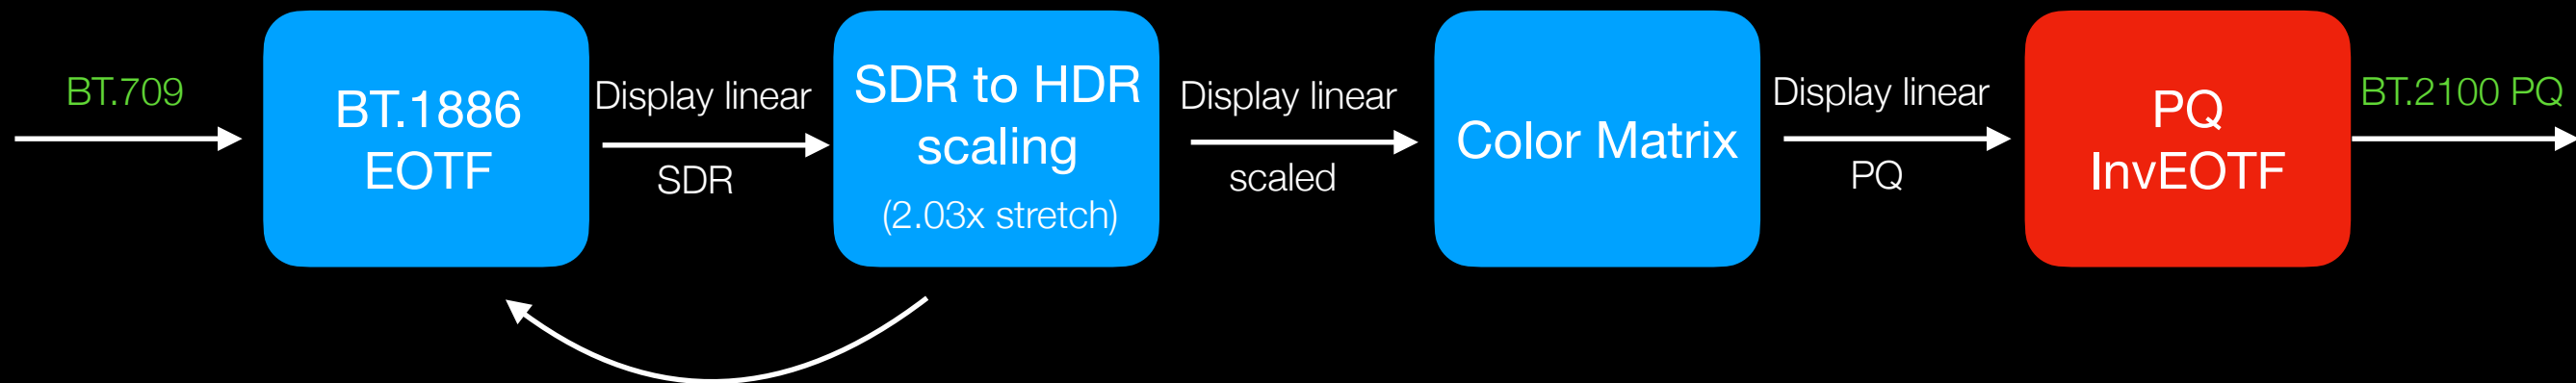 BT.709
BT.1886
EOTF
Display linear
SDR
SDR to HDR
scaling
(2.03x stretch)
Display linear
scaled
Color Matrix
Display linear
PQ
PQ
InvEOTF
BT.2100 PQ